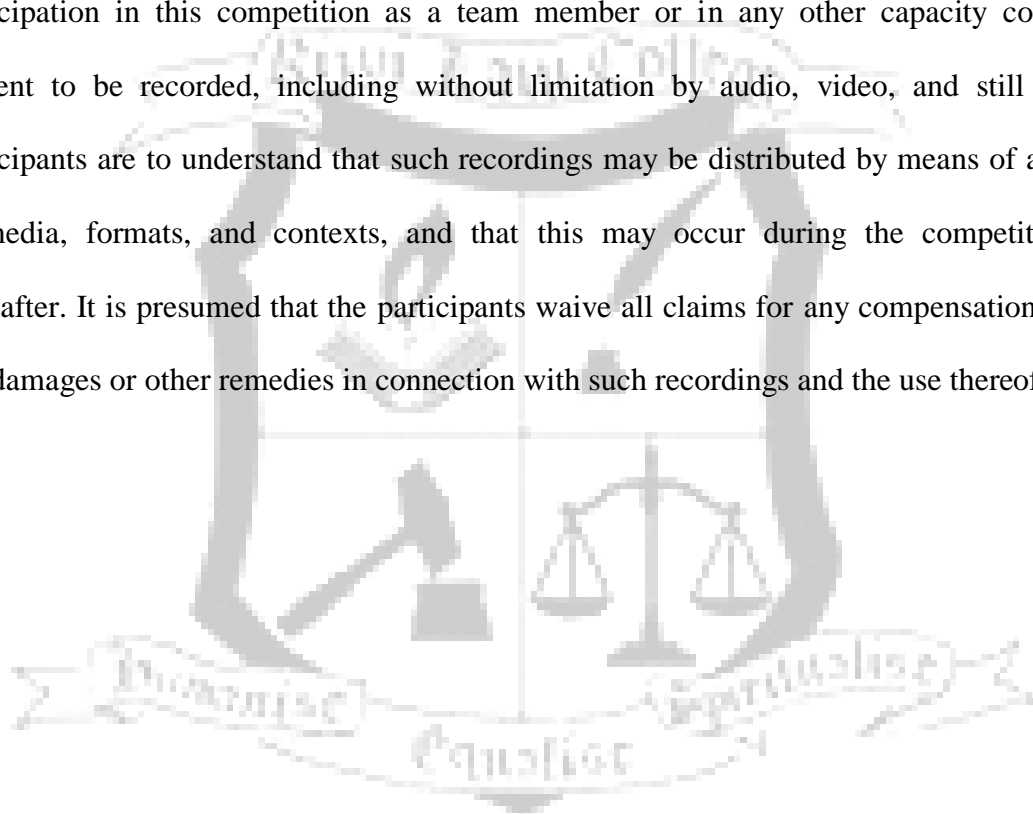 cipation in this competition as a team member or in any other capacity co
ent to be recorded, including without limitation by audio, video, and still
cipants are to understand that such recordings may be distributed by means of a
nedia, formats, and contexts, and that this may occur during the competit
after. It is presumed that the participants waive all claims for any compensation
damages or other remedies in connection with such recordings and the use thereof
Humanise
Equalise
Spiritualise